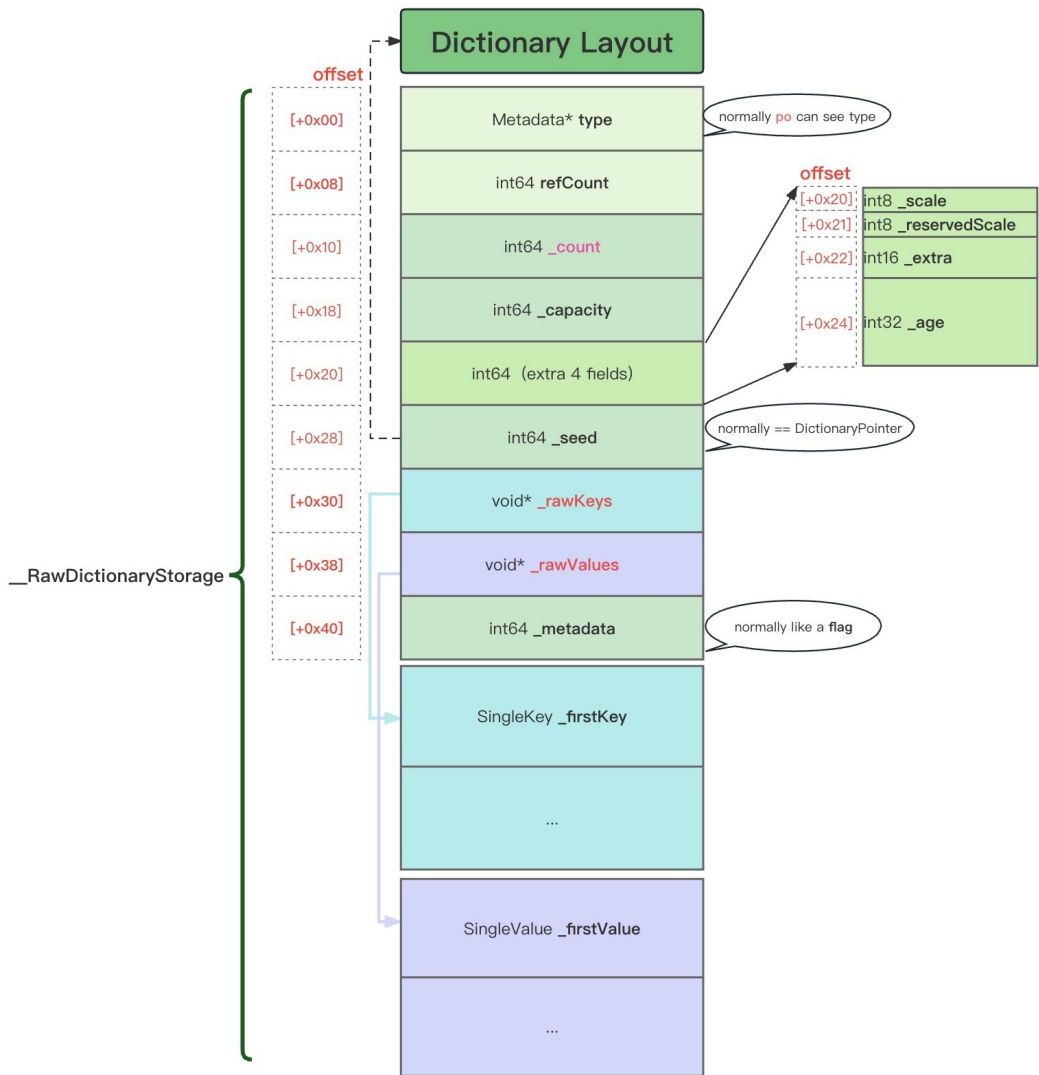 Dictionary Layout
offset
[+0x00]
Metadata* type
normally po can see type
[+0x08]
int64 refCount
offset
[+0x20]
int8 _scale
[+0x21]
int8 _reservedScale
[+0x22]
int16 _extra
[+0x24]
int32 _age
[+0x10]
int64 _count
[+0x18]
int64 _capacity
[+0x20]
int64 (extra 4 fields)
[+0x28]
int64 _seed
normally == DictionaryPointer
[+0x30]
void* _rawKeys
[+0x38]
void* _rawValues
__RawDictionaryStorage
[+0x40]
int64 _metadata
normally like a flag
SingleKey _firstKey
...
SingleValue _firstValue
...